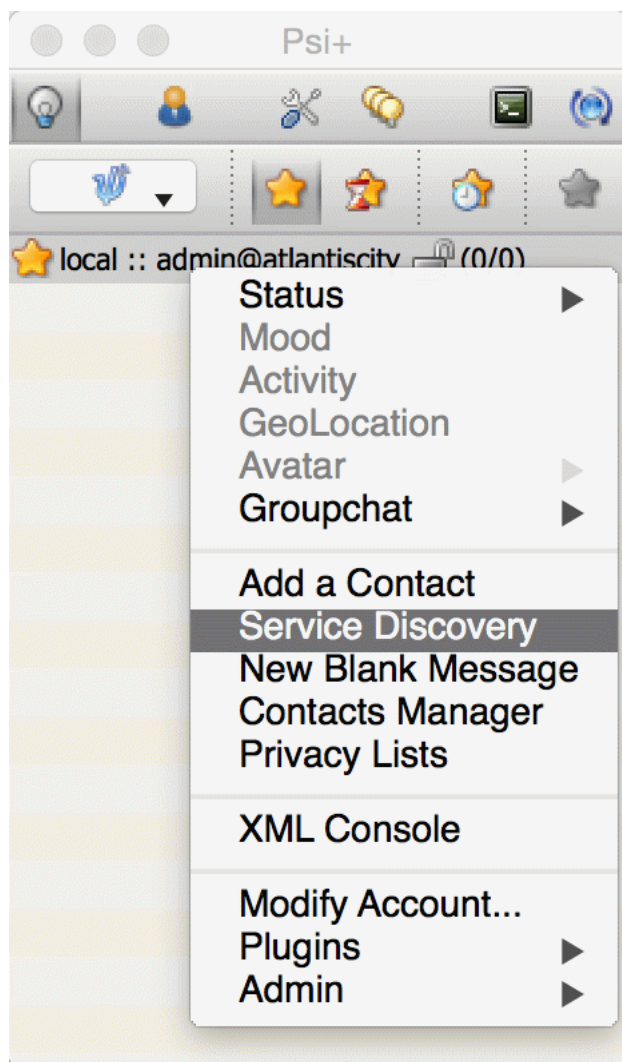 Psi+
local :: admin@atlantiscity (0/0)
Status
Mood
Activity
GeoLocation
Avatar
Groupchat
Add a Contact
Service Discovery
New Blank Message
Contacts Manager
Privacy Lists
XML Console
Modify Account...
Plugins
Admin